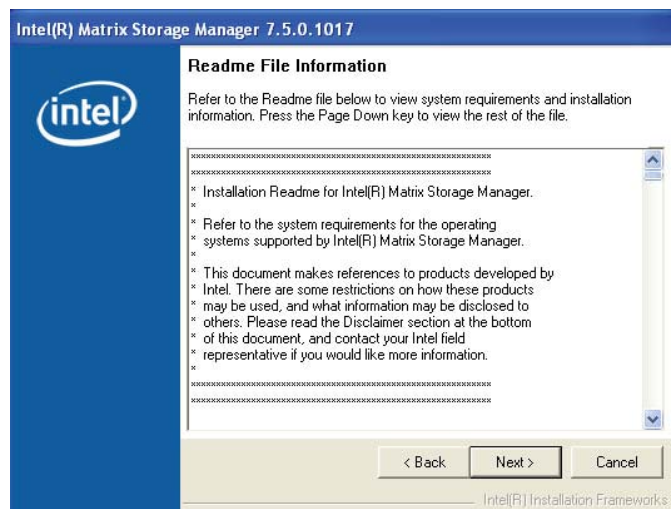 Intel(R) Matrix Storage Manager 7.5.0.1017
intel
Readme File Information
Refer to the Readme file below to view system requirements and installation
information. Press the Page Down key to view the rest of the file.
************************************************************
************************************************************
* Installation Readme for Intel(R) Matrix Storage Manager.
*
* Refer to the system requirements for the operating
* systems supported by Intel(R) Matrix Storage Manager.
*
* This document makes references to products developed by
* Intel. There are some restrictions on how these products
* may be used, and what information may be disclosed to
* others. Please read the Disclaimer section at the bottom
* of this document, and contact your Intel field
* representative if you would like more information.
*
************************************************************
************************************************************
< Back Next > Cancel
Intel(R) Installation Frameworks